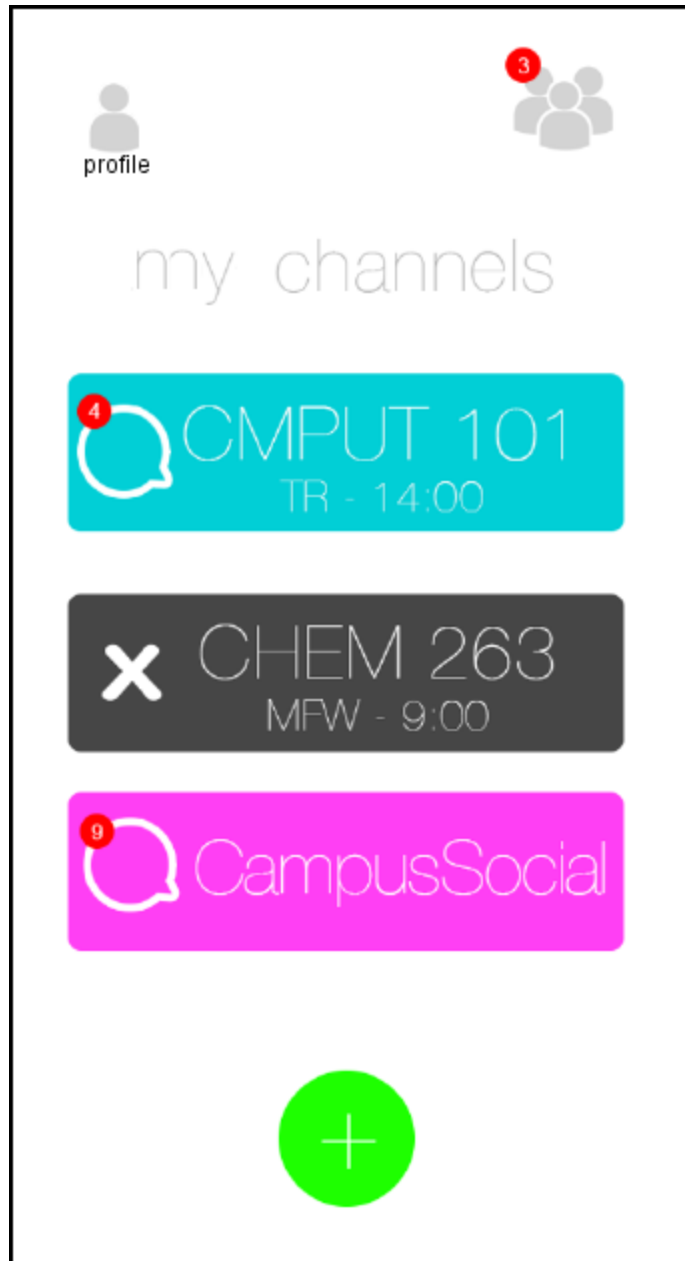 3
profile
my channels
4
CMPUT 101
TR - 14:00
CHEM 263
MFW - 9:00
9
CampusSocial